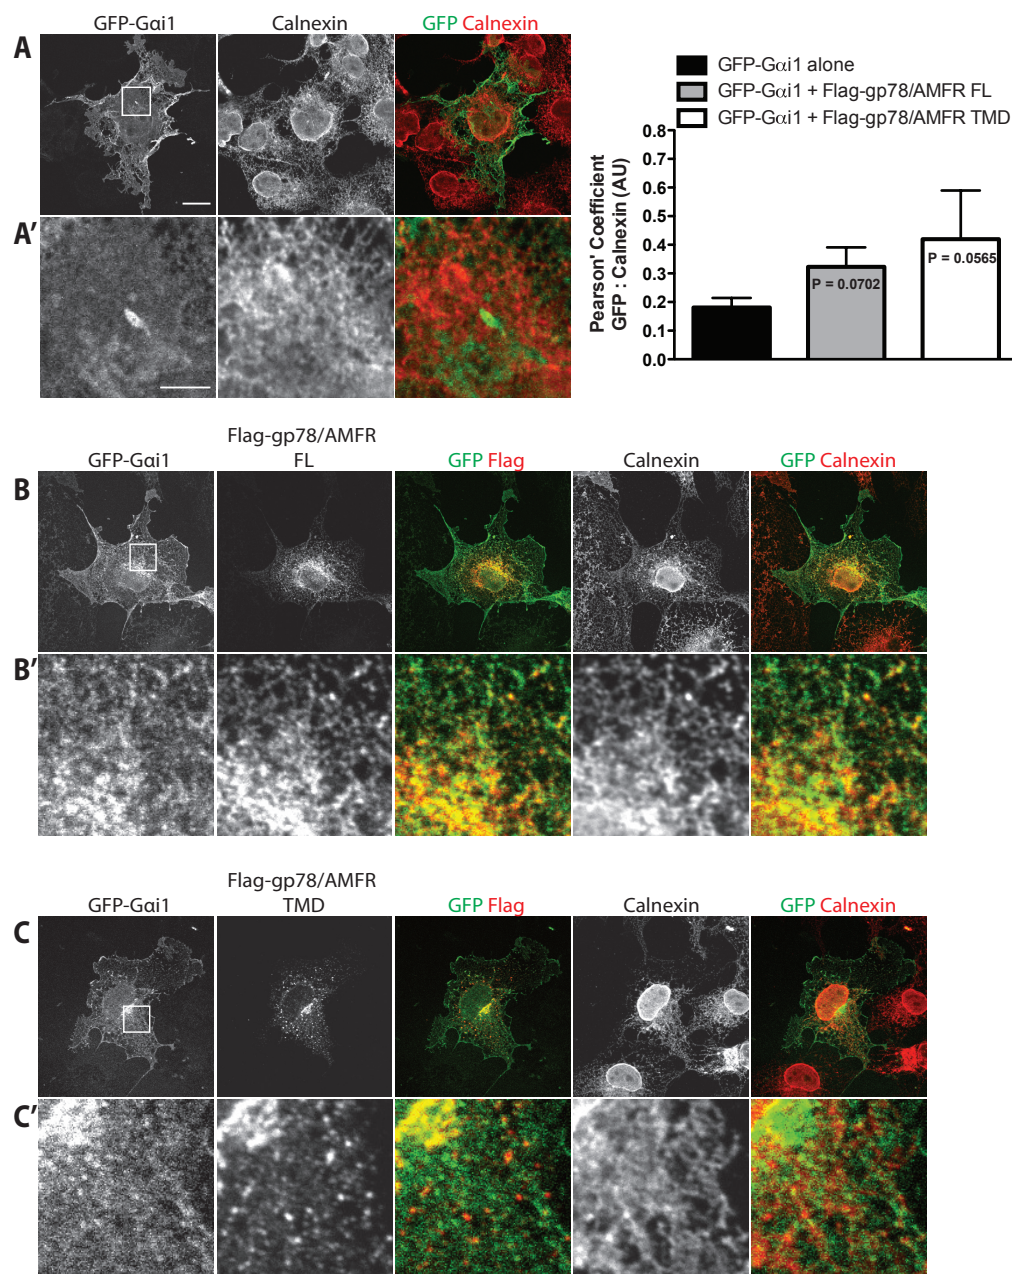 GFP-Gαi1 Calnexin GFP Calnexin
A
A'
GFP-Gαi1 alone
GFP-Gαi1 + Flag-gp78/AMFR FL
GFP-Gαi1 + Flag-gp78/AMFR TMD
Pearson' Coefficient
GFP : Calnexin (AU)
0.8
0.7
0.6
0.5
0.4
0.3
0.2
0.1
0.0
P = 0.0702
P = 0.0565
Flag-gp78/AMFR
GFP-Gαi1 FL GFP Flag Calnexin GFP Calnexin
B
B'
Flag-gp78/AMFR
GFP-Gαi1 TMD GFP Flag Calnexin GFP Calnexin
C
C'